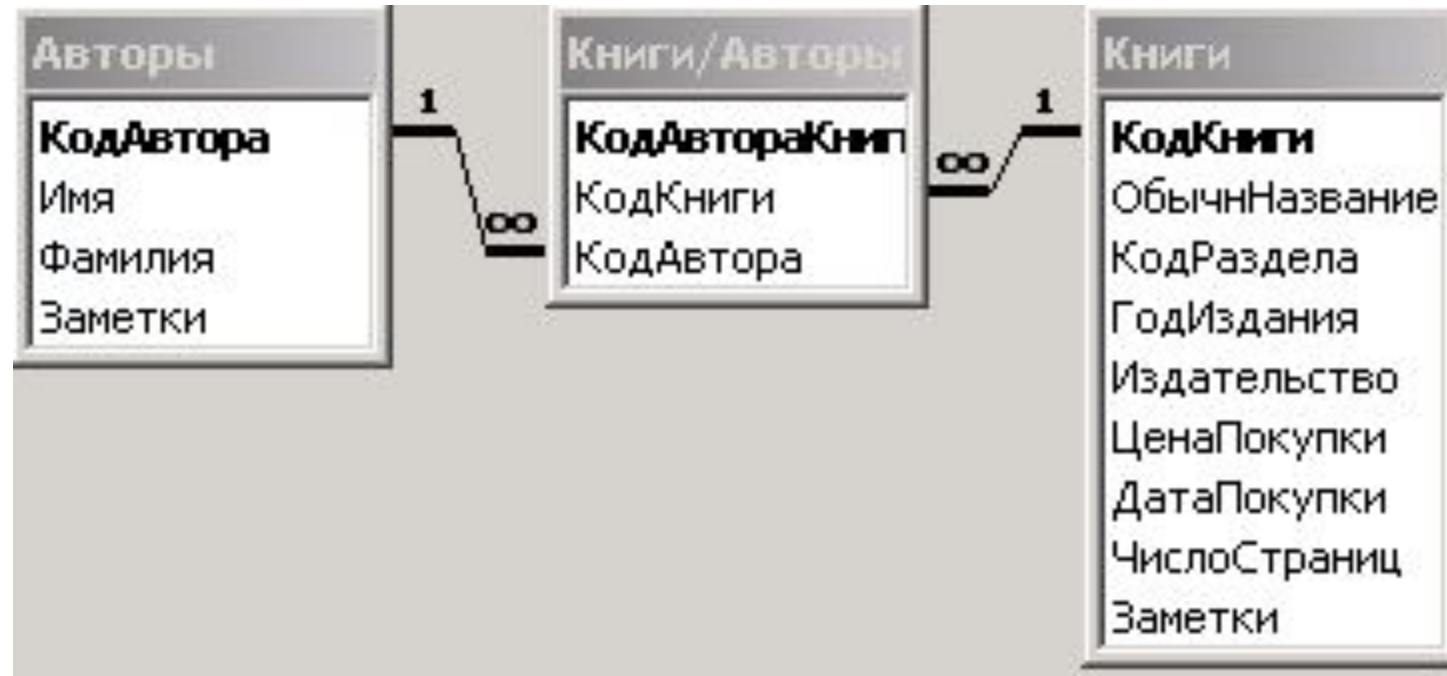 Авторы
КодАвтора
Имя
Фамилия
Заметки
1
∞
Книги/Авторы
КодАвтораКниг
КодКниги
КодАвтора
∞
1
Книги
КодКниги
ОбычнНазвание
КодРаздела
ГодИздания
Издательство
ЦенаПокупки
ДатаПокупки
ЧислоСтраниц
Заметки